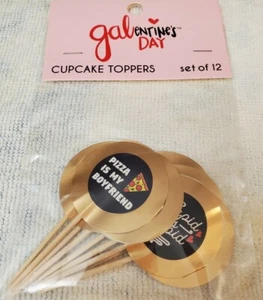 galentine's
DAY
CUPCAKE TOPPERS set of 12
PIZZA
IS MY
BOYFRIEND